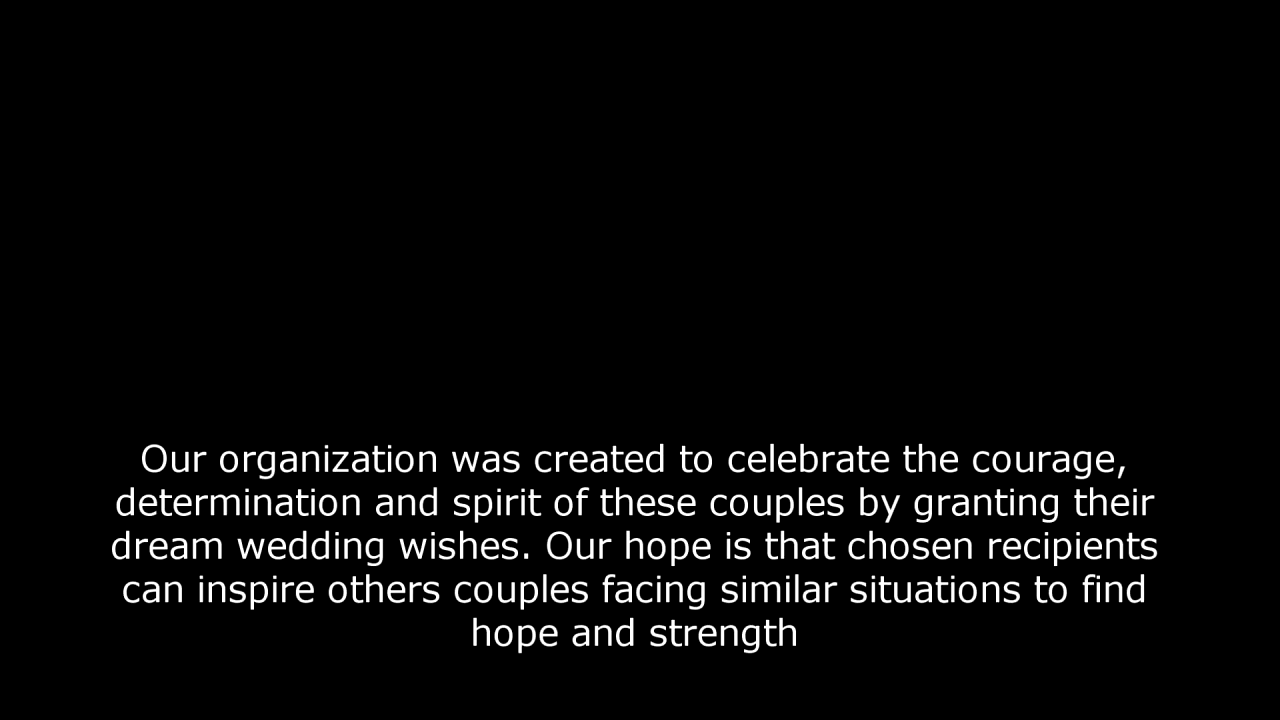 Our organization was created to celebrate the courage,
determination and spirit of these couples by granting their
dream wedding wishes. Our hope is that chosen recipients
can inspire others couples facing similar situations to find
hope and strength